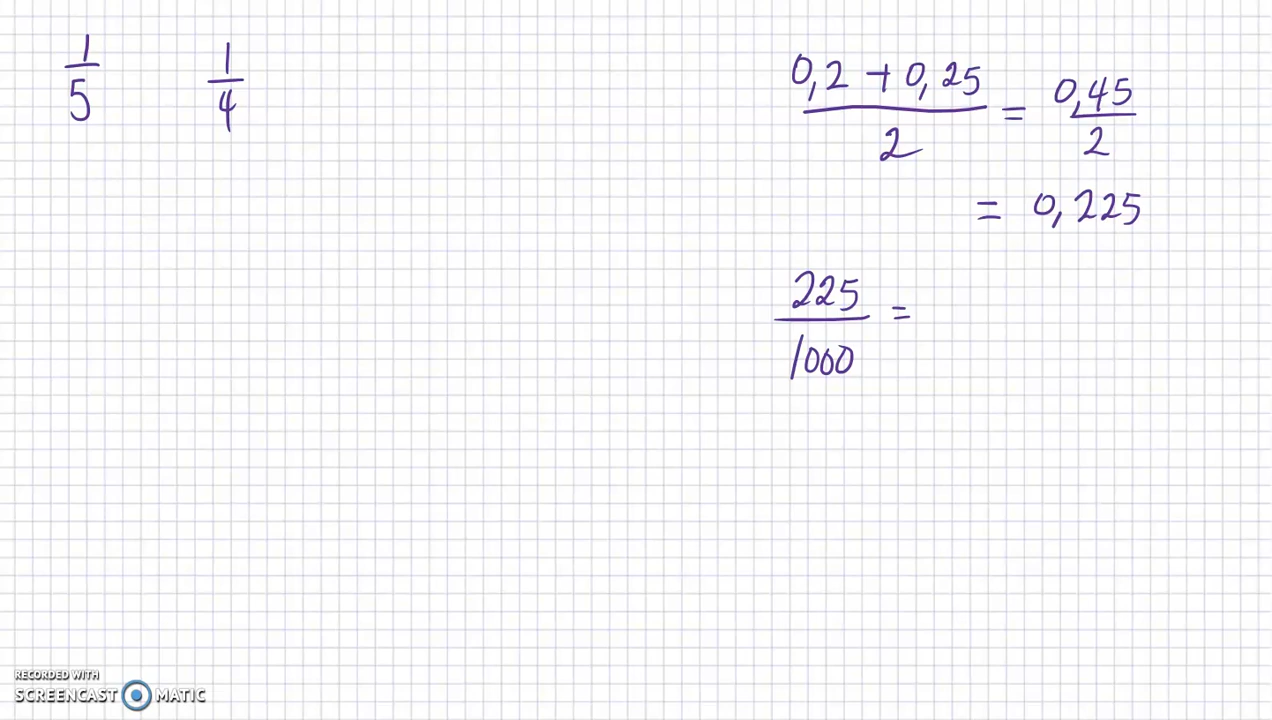 1/5 1/4
(0,2 + 0,25)/2 = 0,45/2
= 0,225
225/1000 =
RECORDED WITH
SCREENCAST MATIC